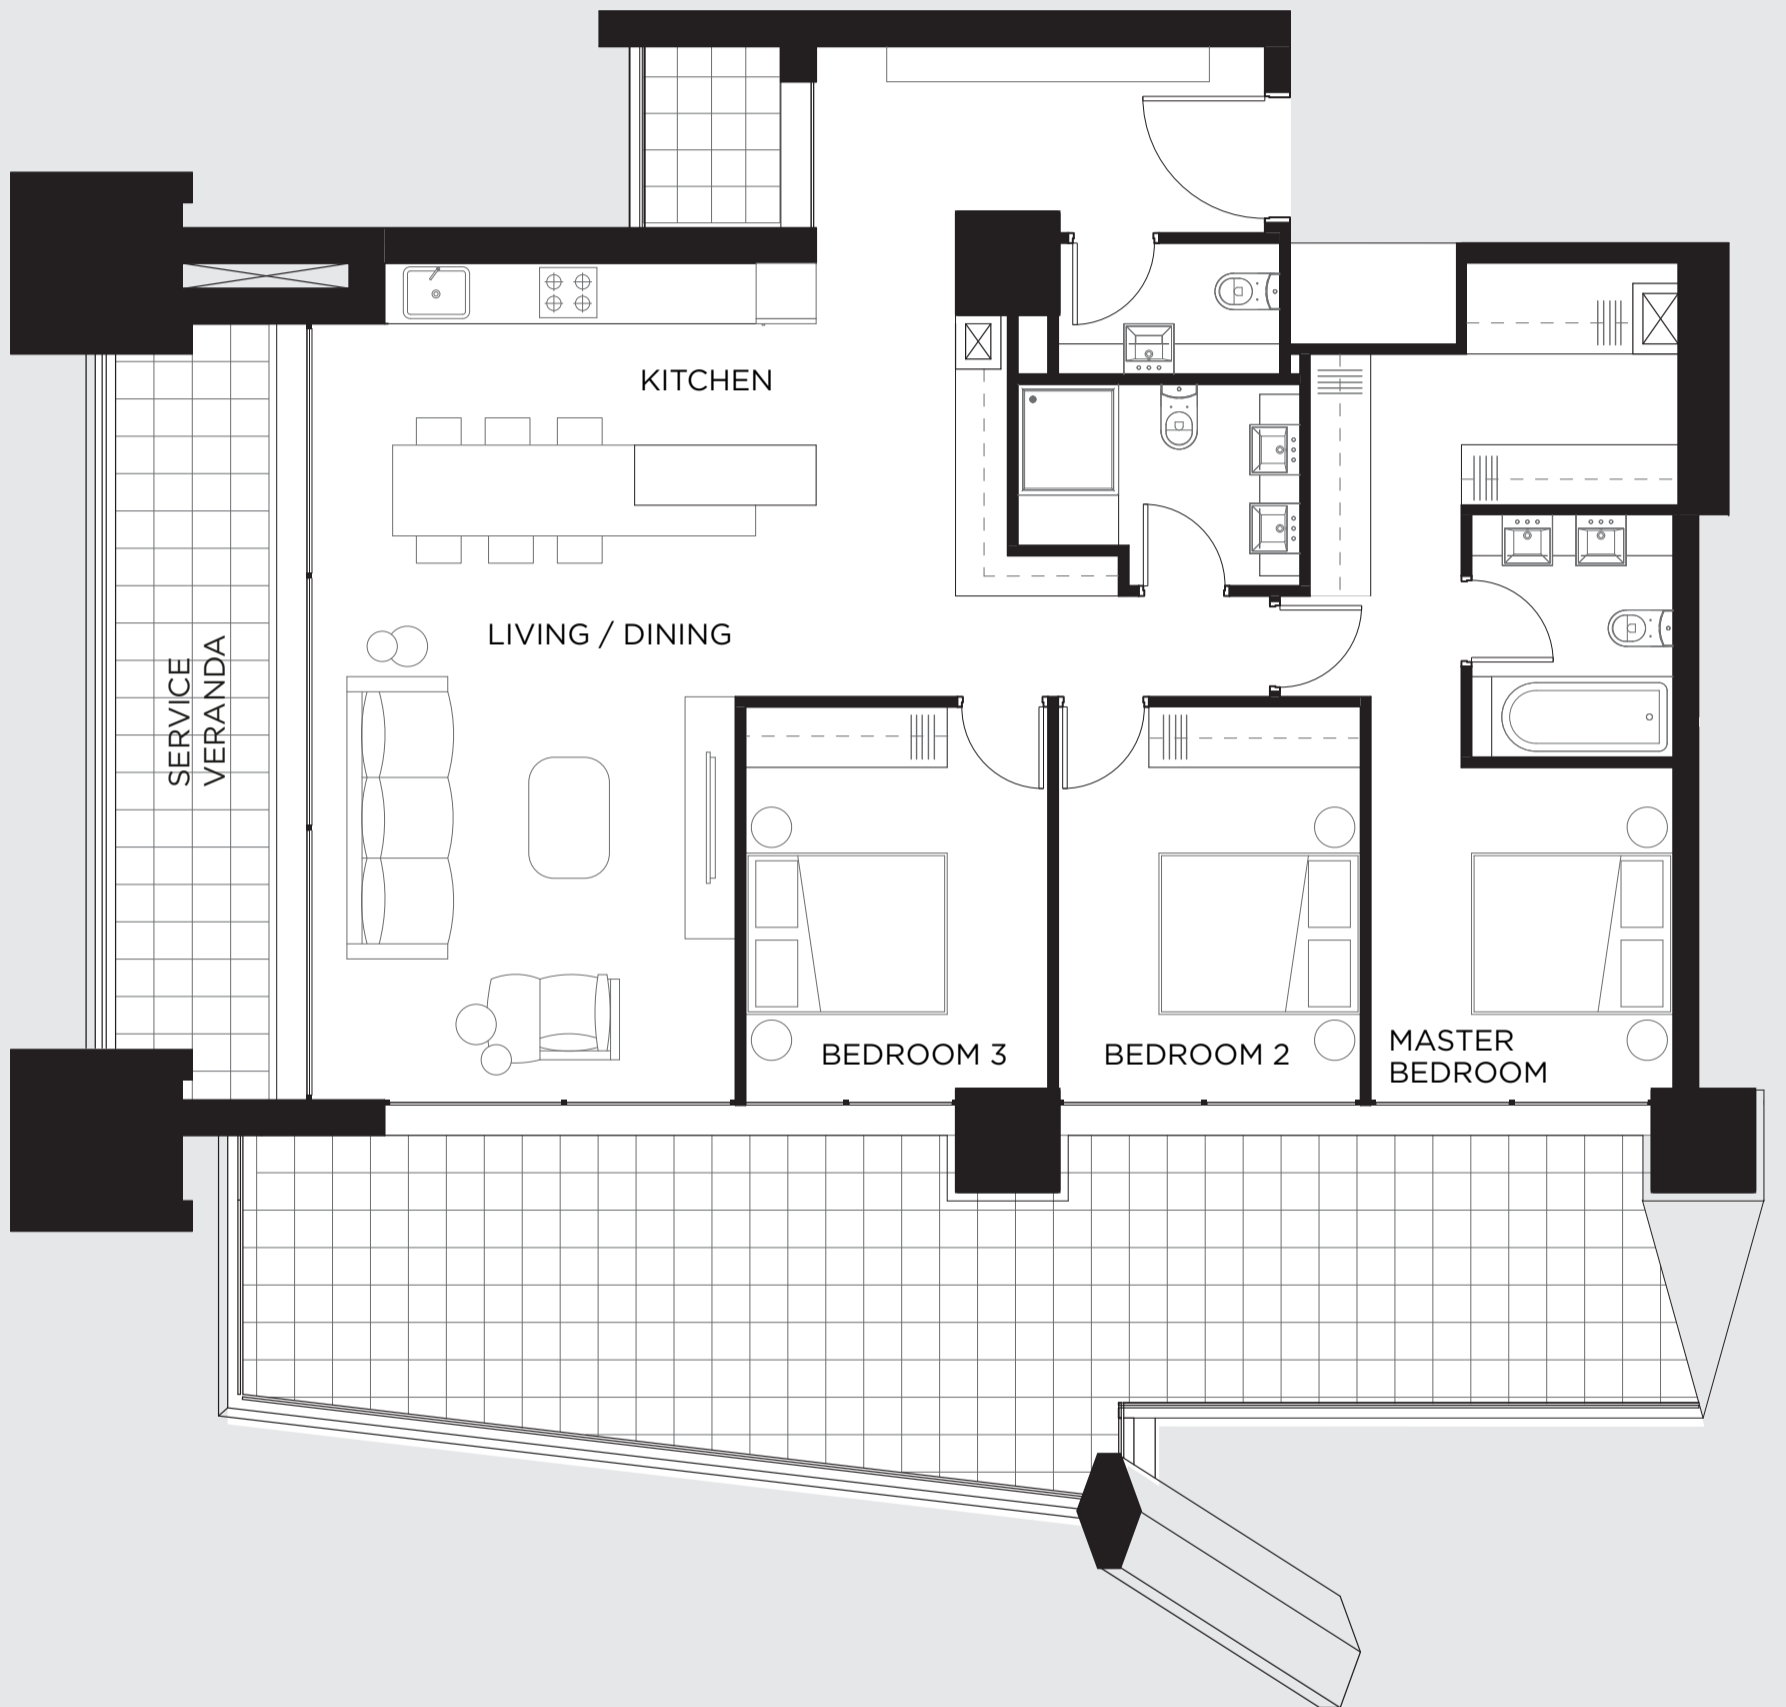 KITCHEN
LIVING / DINING
SERVICE
VERANDA
BEDROOM 3
BEDROOM 2
MASTER
BEDROOM